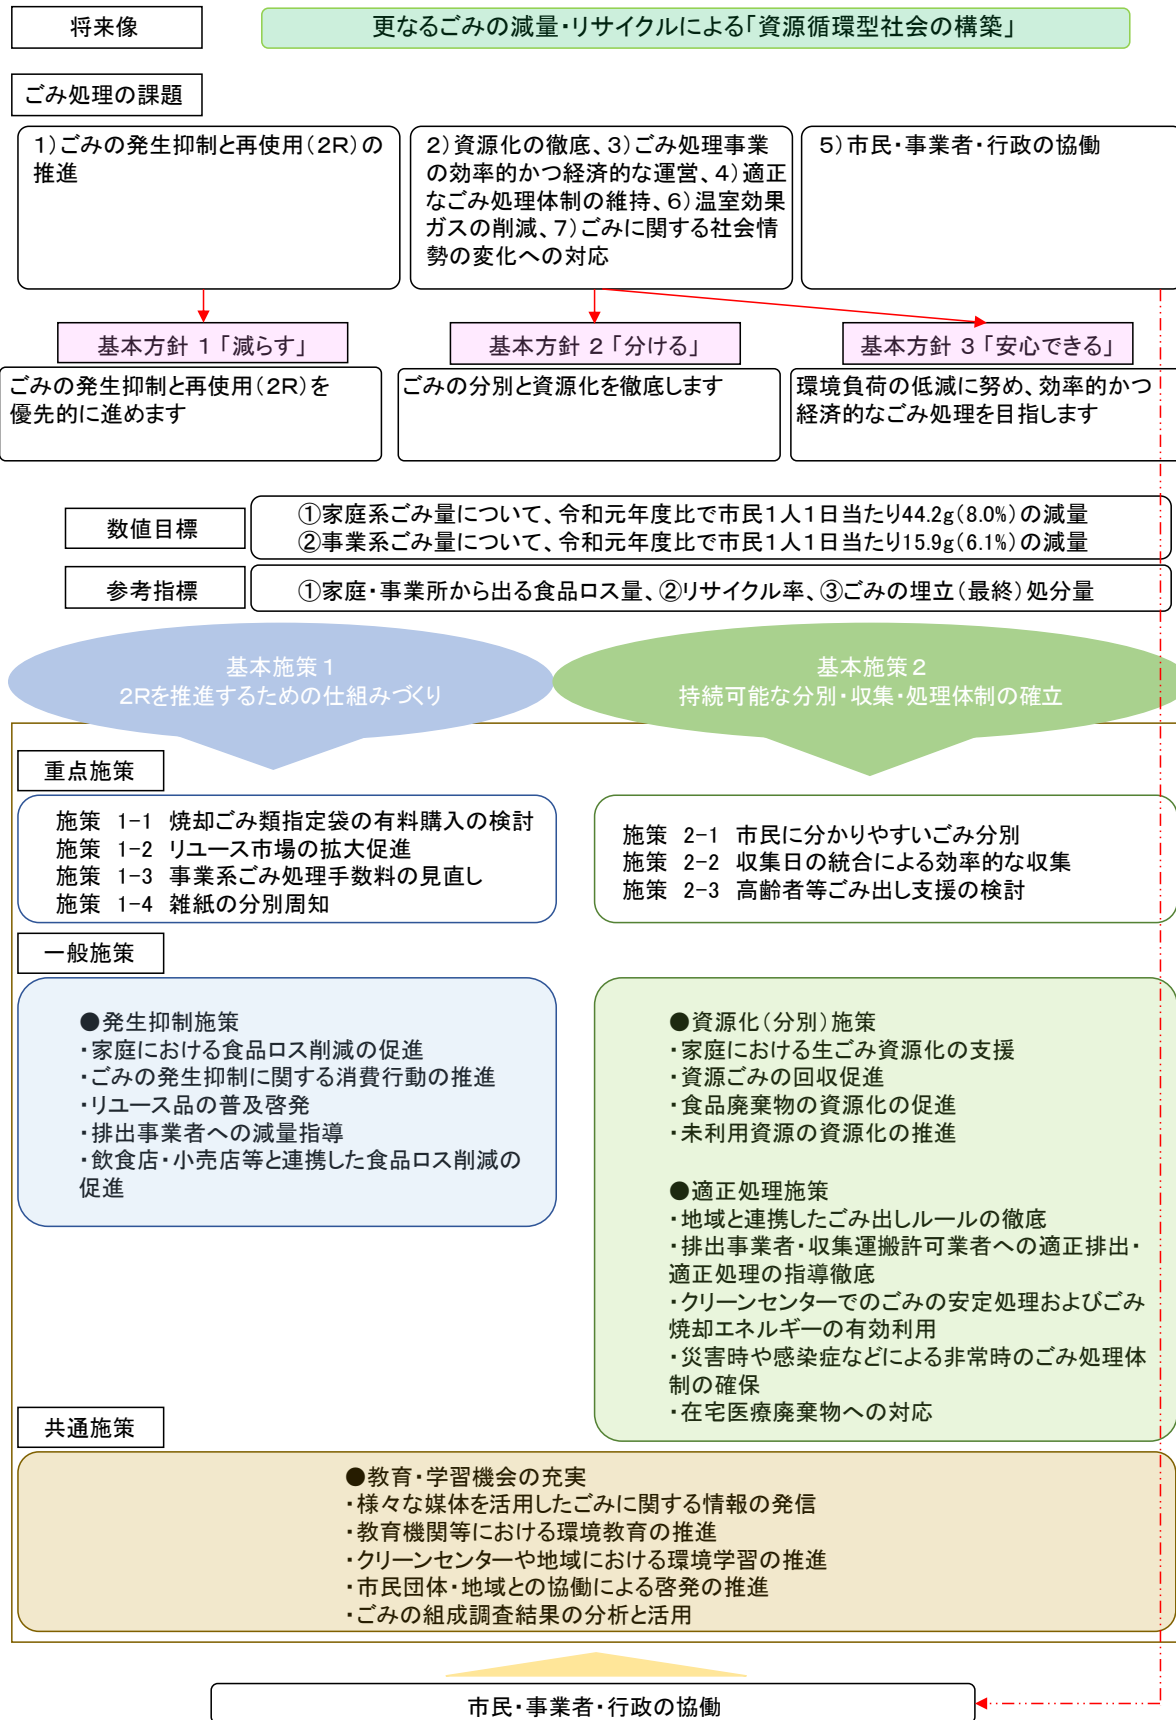 将来像
更なるごみの減量・リサイクルによる「資源循環型社会の構築」
ごみ処理の課題
1)ごみの発生抑制と再使用(2R)の
推進
2)資源化の徹底、3)ごみ処理事業
の効率的かつ経済的な運営、4)適正
なごみ処理体制の維持、6)温室効果
ガスの削減、7)ごみに関する社会情
勢の変化への対応
5)市民・事業者・行政の協働
基本方針 1「減らす」
ごみの発生抑制と再使用(2R)を
優先的に進めます
基本方針 2「分ける」
ごみの分別と資源化を徹底します
基本方針 3「安心できる」
環境負荷の低減に努め、効率的かつ
経済的なごみ処理を目指します
数値目標
①家庭系ごみ量について、令和元年度比で市民1人1日当たり44.2g(8.0%)の減量
②事業系ごみ量について、令和元年度比で市民1人1日当たり15.9g(6.1%)の減量
参考指標
①家庭・事業所から出る食品ロス量、②リサイクル率、③ごみの埋立(最終)処分量
基本施策1
2Rを推進するための仕組みづくり
基本施策2
持続可能な分別・収集・処理体制の確立
重点施策
施策 1-1 焼却ごみ類指定袋の有料購入の検討
施策 1-2 リユース市場の拡大促進
施策 1-3 事業系ごみ処理手数料の見直し
施策 1-4 雑紙の分別周知
施策 2-1 市民に分かりやすいごみ分別
施策 2-2 収集日の統合による効率的な収集
施策 2-3 高齢者等ごみ出し支援の検討
一般施策
●発生抑制施策
・家庭における食品ロス削減の促進
・ごみの発生抑制に関する消費行動の推進
・リユース品の普及啓発
・排出事業者への減量指導
・飲食店・小売店等と連携した食品ロス削減の
促進
●資源化(分別)施策
・家庭における生ごみ資源化の支援
・資源ごみの回収促進
・食品廃棄物の資源化の促進
・未利用資源の資源化の推進
●適正処理施策
・地域と連携したごみ出しルールの徹底
・排出事業者・収集運搬許可業者への適正排出・
適正処理の指導徹底
・クリーンセンターでのごみの安定処理およびごみ
焼却エネルギーの有効利用
・災害時や感染症などによる非常時のごみ処理体
制の確保
・在宅医療廃棄物への対応
共通施策
●教育・学習機会の充実
・様々な媒体を活用したごみに関する情報の発信
・教育機関等における環境教育の推進
・クリーンセンターや地域における環境学習の推進
・市民団体・地域との協働による啓発の推進
・ごみの組成調査結果の分析と活用
市民・事業者・行政の協働